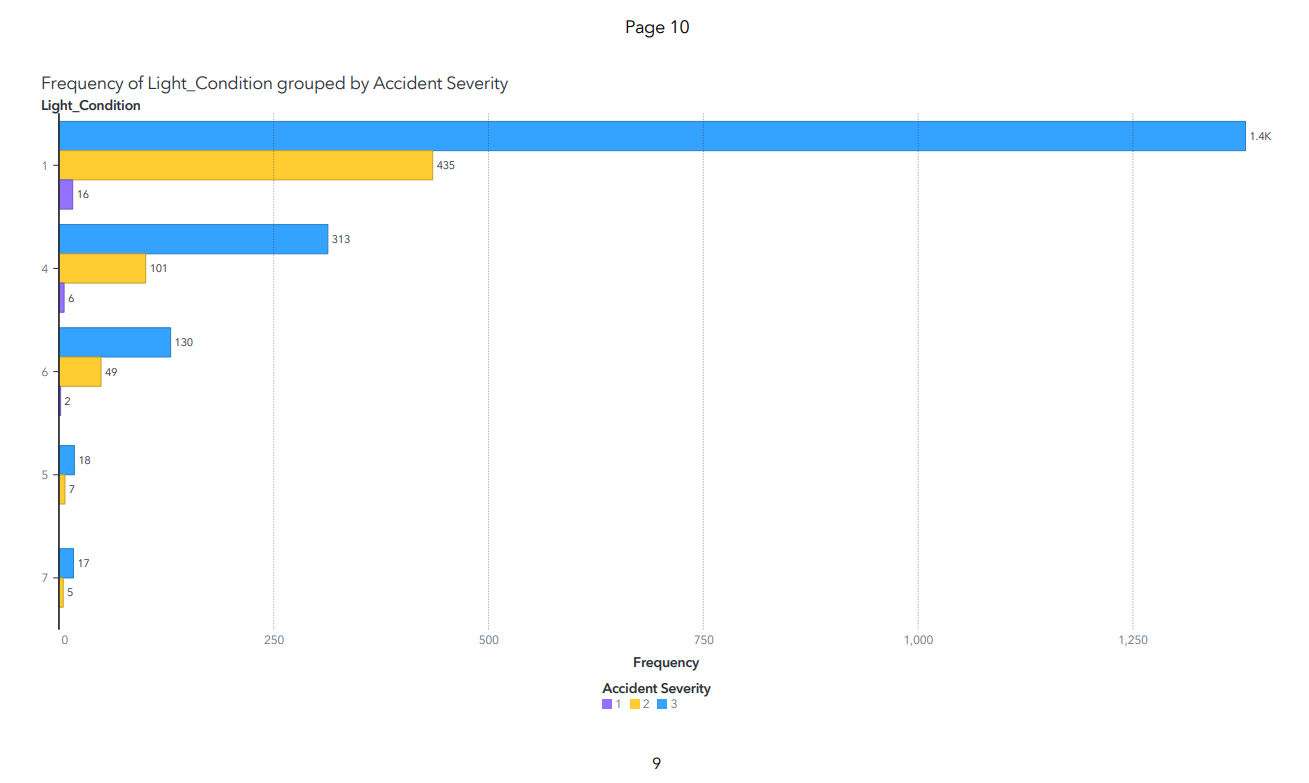 Page 10
Frequency of Light_Condition grouped by Accident Severity
Light_Condition
1.4K
1
435
16
313
4
101
6
130
6
49
2
18
5
7
17
7
5
0 250 500 750 1,000 1,250
Frequency
Accident Severity
1 2 3
9